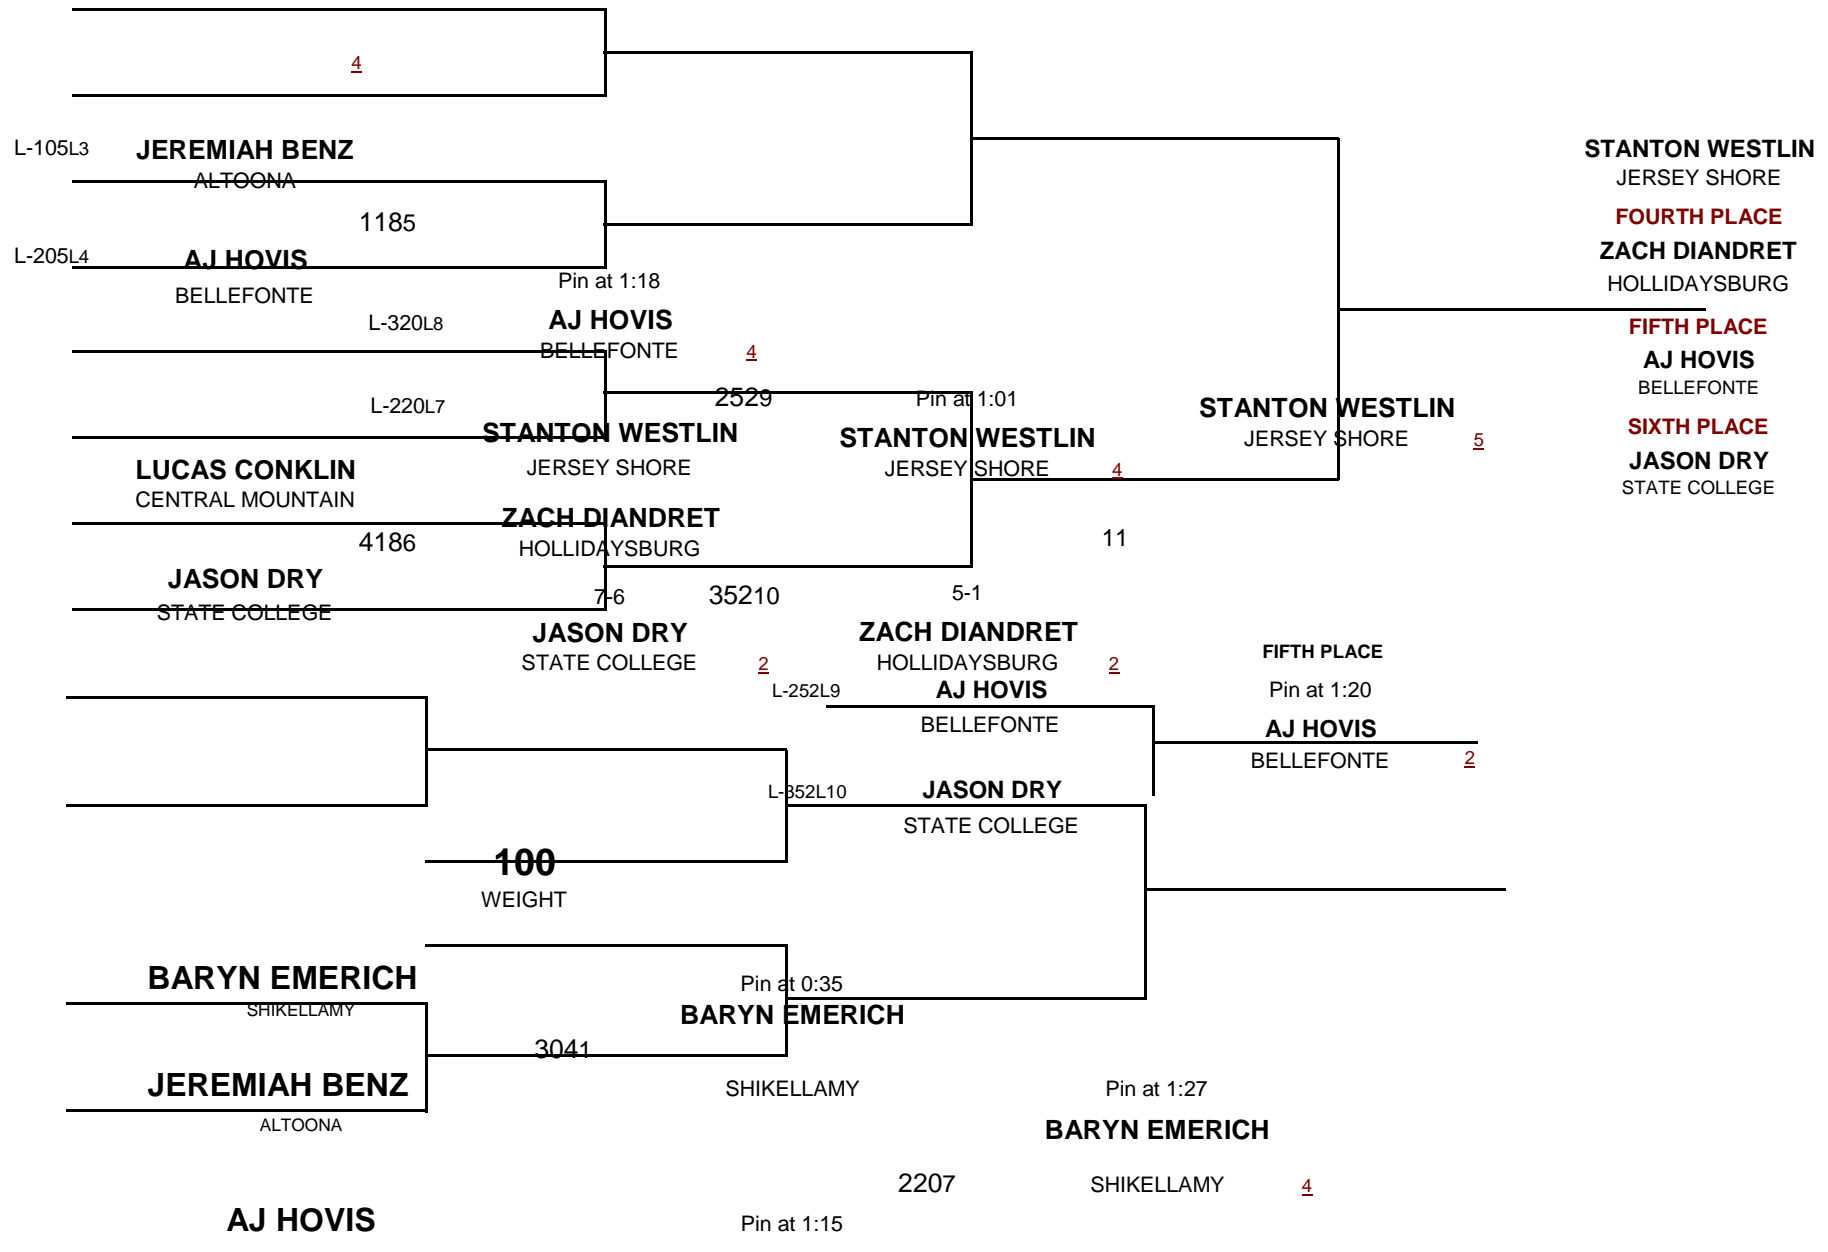 4
L-105L3
JEREMIAH BENZ
ALTOONA
STANTON WESTLIN
JERSEY SHORE
1185
FOURTH PLACE
L-205L4
AJ HOVIS
BELLEFONTE
ZACH DIANDRET
HOLLIDAYSBURG
Pin at 1:18
L-320L8
AJ HOVIS
BELLEFONTE
4
FIFTH PLACE
AJ HOVIS
BELLEFONTE
L-220L7
2529
Pin at 1:01
STANTON WESTLIN
JERSEY SHORE
5
STANTON WESTLIN
JERSEY SHORE
STANTON WESTLIN
JERSEY SHORE
4
SIXTH PLACE
JASON DRY
STATE COLLEGE
LUCAS CONKLIN
CENTRAL MOUNTAIN
ZACH DIANDRET
HOLLIDAYSBURG
4186
11
JASON DRY
STATE COLLEGE
7-6
35210
5-1
JASON DRY
STATE COLLEGE
2
ZACH DIANDRET
HOLLIDAYSBURG
2
FIFTH PLACE
L-252L9
AJ HOVIS
BELLEFONTE
Pin at 1:20
AJ HOVIS
BELLEFONTE
2
L-352L10
JASON DRY
STATE COLLEGE
100
WEIGHT
BARYN EMERICH
SHIKELLAMY
Pin at 0:35
BARYN EMERICH
3041
SHIKELLAMY
JEREMIAH BENZ
ALTOONA
Pin at 1:27
BARYN EMERICH
2207
SHIKELLAMY
4
AJ HOVIS
Pin at 1:15